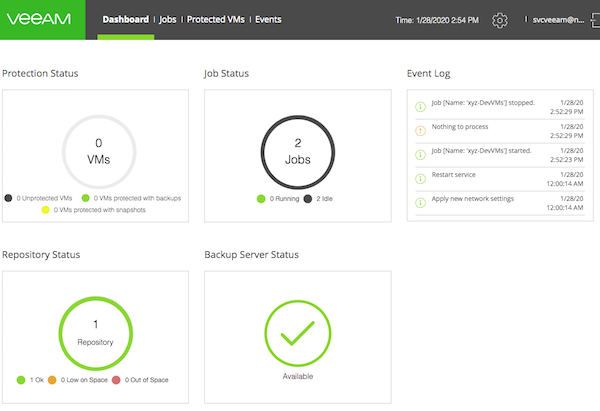 veeAM
Dashboard
Jobs
Protected VMs
Events
Time: 1/28/2020 2:54 PM
svcveeam@n...
Protection Status
0
VMs
0 Unprotected VMs
0 VMs protected with backups
0 VMs protected with snapshots
Job Status
2
Jobs
0 Running
2 Idle
Event Log
Job [Name: 'xyz-DevVMs'] stopped.
1/28/20
2:52:29 PM
Nothing to process
1/28/20
2:52:29 PM
Job [Name: 'xyz-DevVMs'] started.
1/28/20
2:52:23 PM
Restart service
1/28/20
12:00:14 AM
Apply new network settings
1/28/20
12:00:14 AM
Repository Status
1
Repository
1 Ok
0 Low on Space
0 Out of Space
Backup Server Status
Available